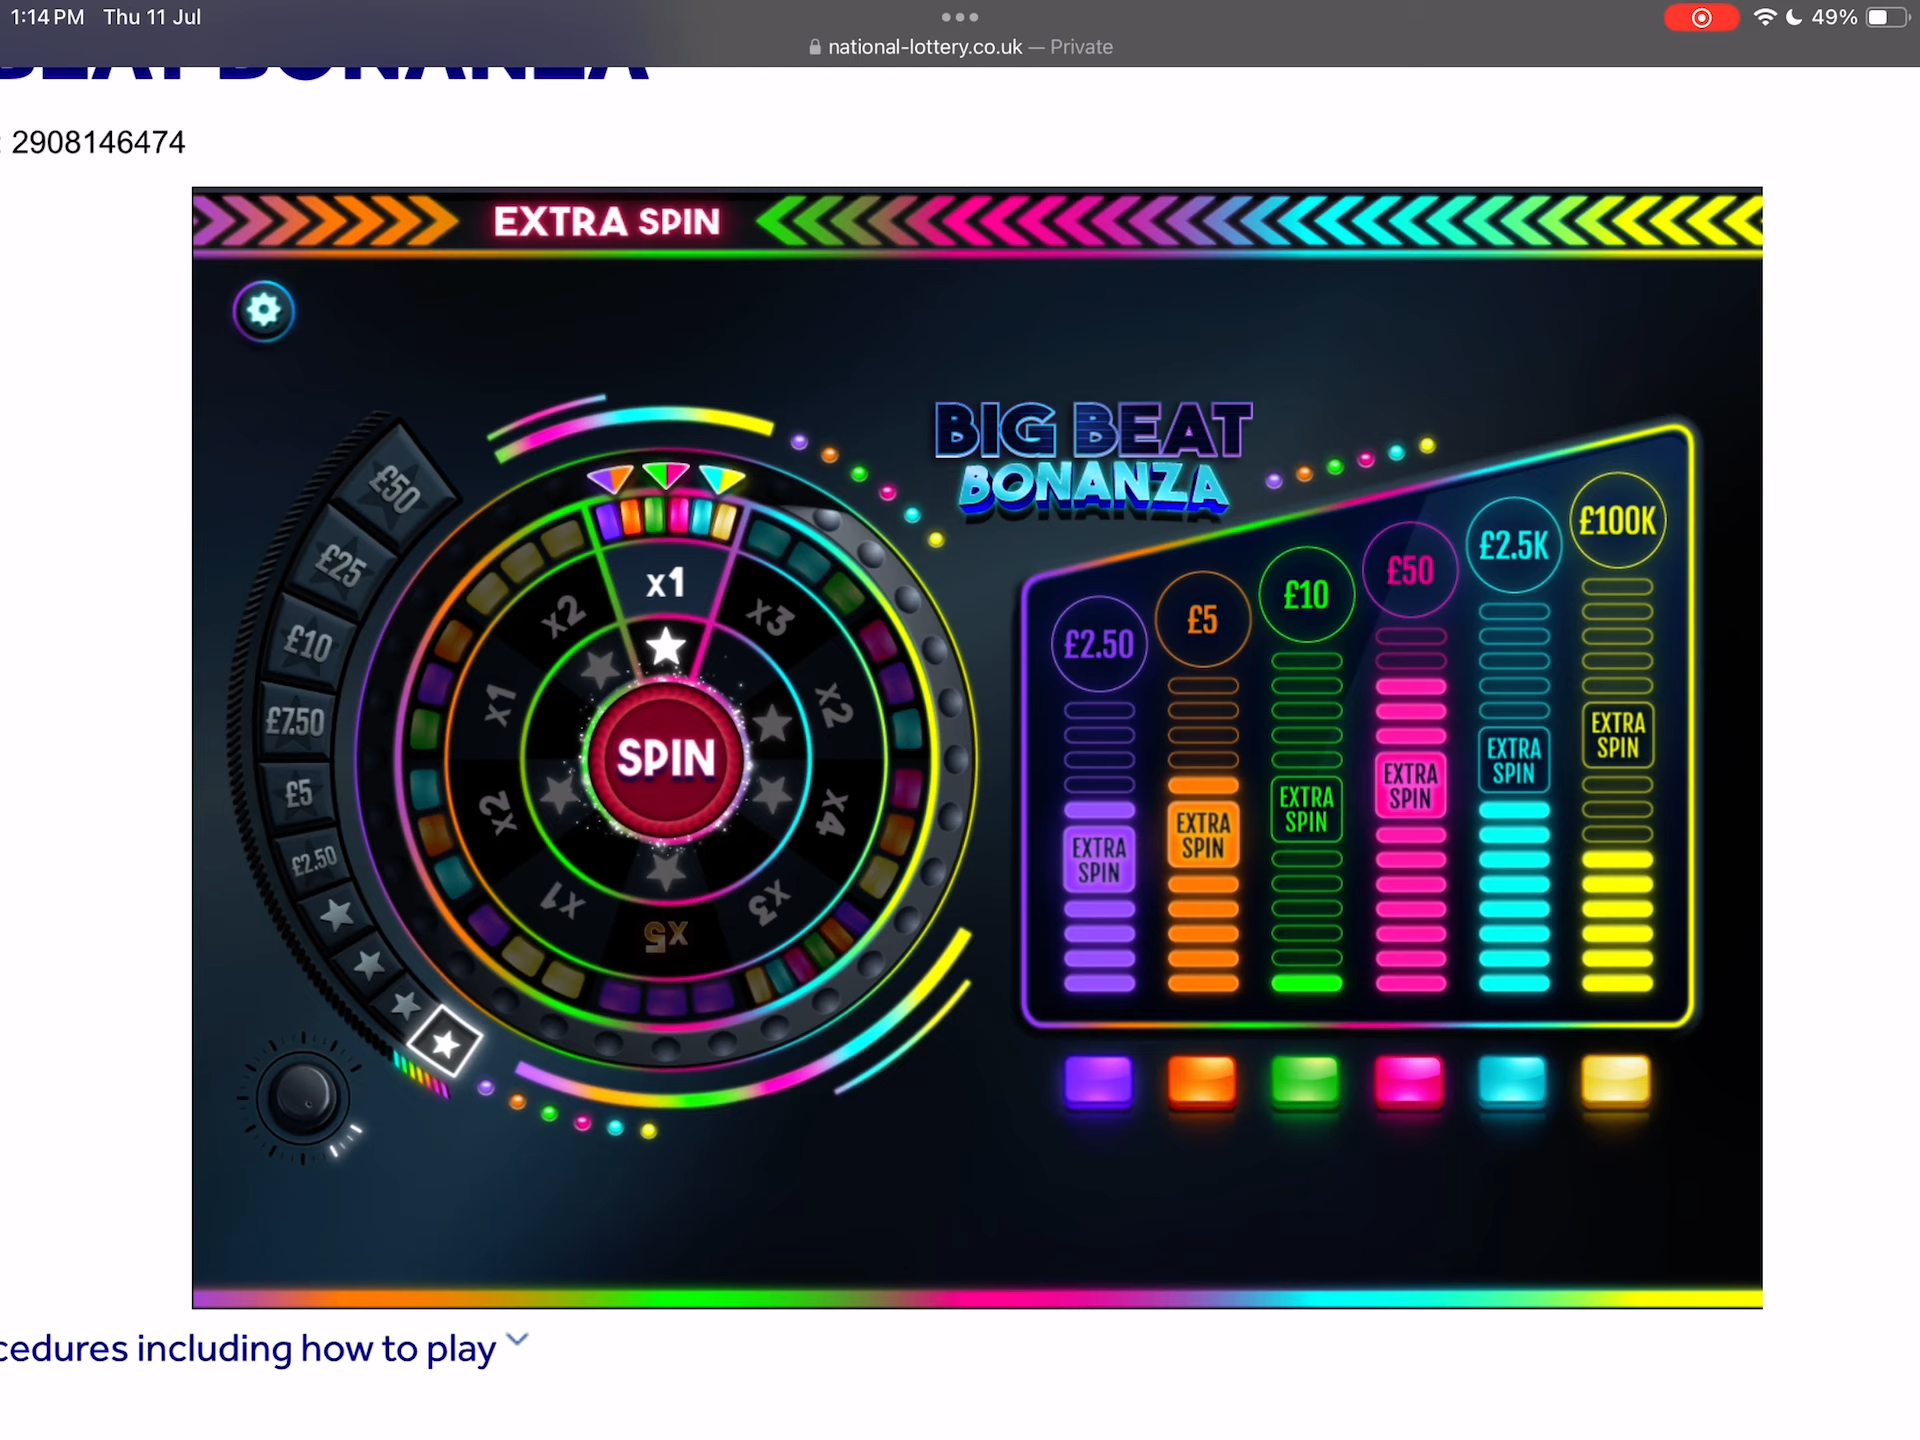 1:14 PM Thu 11 Jul
49%
national-lottery.co.uk — Private
BEAT BONANZA
: 2908146474
EXTRA SPIN
BIG BEAT
BONANZA
£50
£25
£10
£7.50
£5
£2.50
x1
x3
x2
x4
x3
x5
x1
x2
x1
x2
SPIN
£2.50
£5
£10
£50
£2.5K
£100K
EXTRA
SPIN
EXTRA
SPIN
EXTRA
SPIN
EXTRA
SPIN
EXTRA
SPIN
EXTRA
SPIN
cedures including how to play